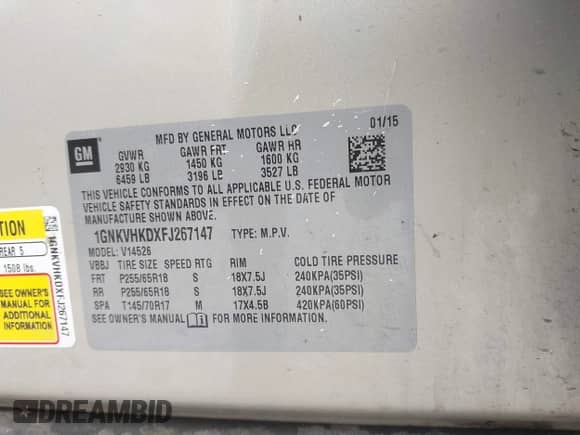 MFD BY GENERAL MOTORS LLC 01/15
GM
GVWR GAWR FRT GAWR RR
2930 KG 1450 KG 1600 KG
6459 LB 3196 LB 3527 LB
THIS VEHICLE CONFORMS TO ALL APPLICABLE U.S. FEDERAL MOTOR
VEHICLE SAFETY STANDARDS IN EFFECT ON THE DATE OF
MANUFACTURE SHOWN ABOVE.
1GNKVHKDXFJ267147 TYPE: M.P.V.
MODEL: V14526
VBBJ TIRE SIZE SPEED RTG RIM COLD TIRE PRESSURE
FRT P255/65R18 S 18X7.5J 240KPA(35PSI)
RR P255/65R18 S 18X7.5J 240KPA(35PSI)
SPA T145/70R17 M 17X4.5B 420KPA(60PSI)
SEE OWNER'S MANUAL FOR MORE INFORMATION.
TION
REAR 5
1508 lbs.
SEE OWNER'S
MANUAL FOR
ADDITIONAL
INFORMATION
1GNKVHKDXFJ267147
DREAMBID